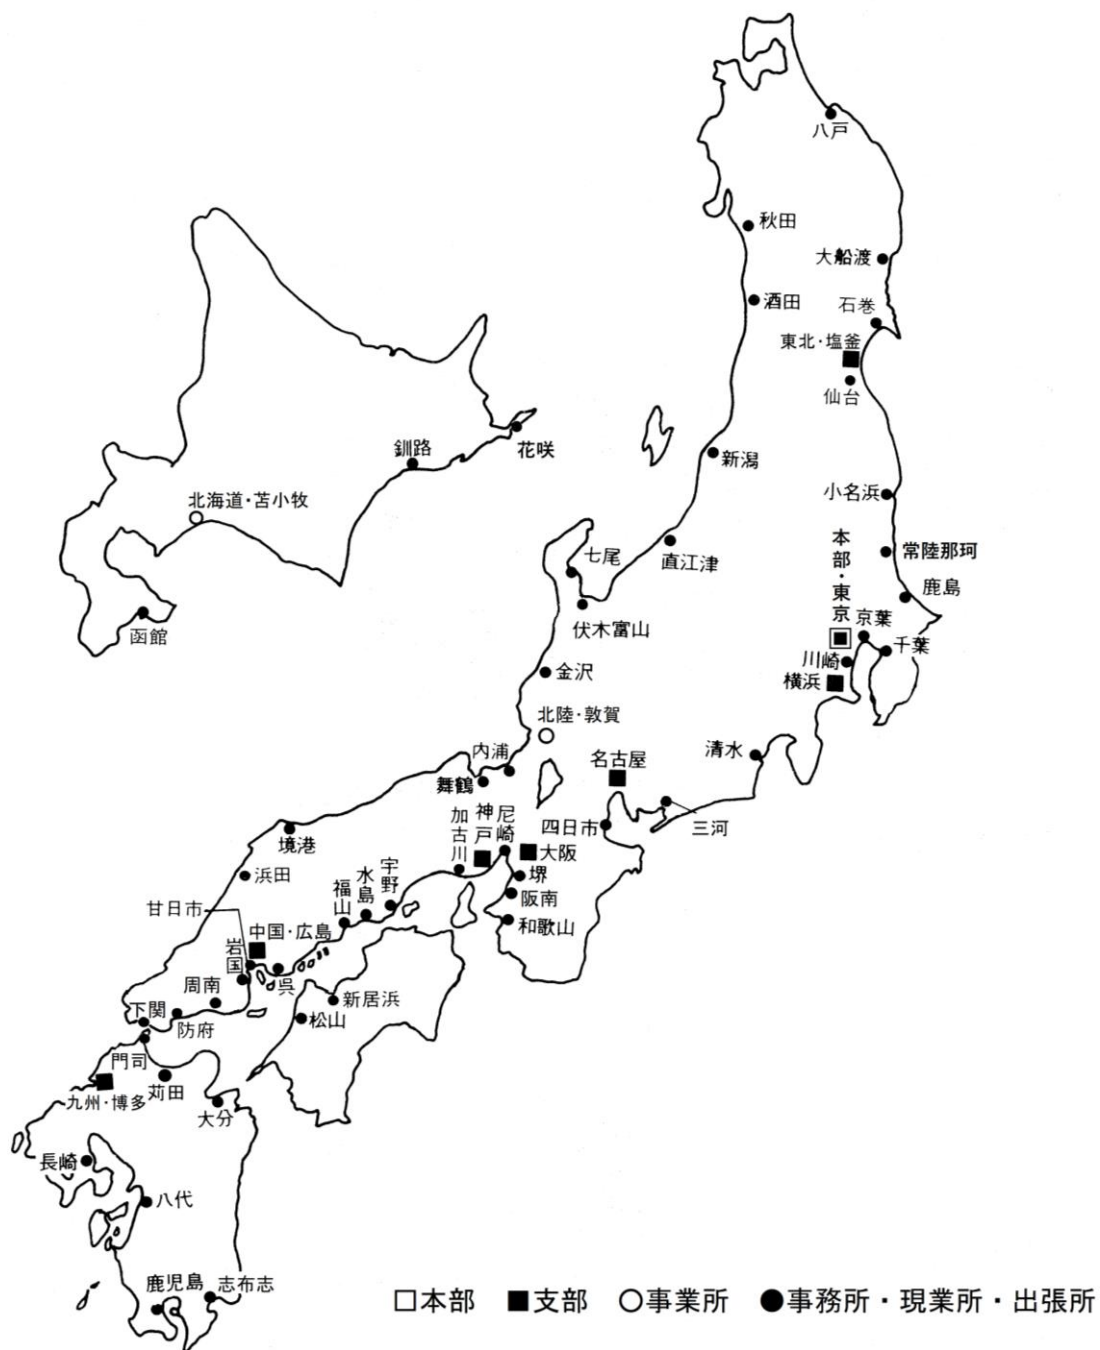 八戸
秋田
大船渡
酒田
石巻
東北・塩釜
仙台
釧路
花咲
新潟
北海道・苫小牧
小名浜
本部・東京
常陸那珂
七尾
直江津
鹿島
函館
伏木富山
京葉
千葉
川崎
金沢
横浜
北陸・敦賀
内浦
名古屋
清水
舞鶴
加古川
神戸
尼崎
四日市
三河
境港
大阪
浜田
宇野
水島
福山
堺
阪南
甘日市
和歌山
中国・広島
岩国
周南
呉
新居浜
下関
防府
松山
門司
苅田
九州・博多
大分
長崎
八代
鹿児島
志布志
□本部 ■支部 ○事業所 ●事務所・現業所・出張所